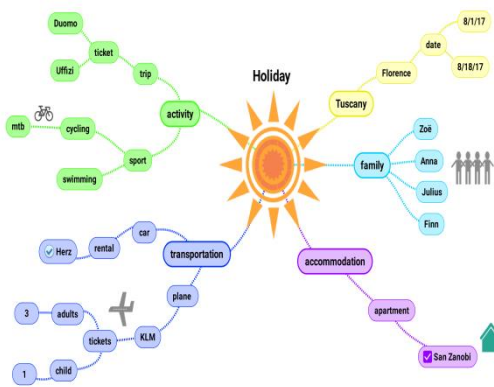 Holiday
Duomo
ticket
Uffizi
trip
activity
mtb
cycling
sport
swimming
8/1/17
date
8/18/17
Florence
Tuscany
Zoë
Anna
family
Julius
Finn
car
rental
Herz
transportation
plane
KLM
tickets
adults
3
child
1
accommodation
apartment
San Zanobi